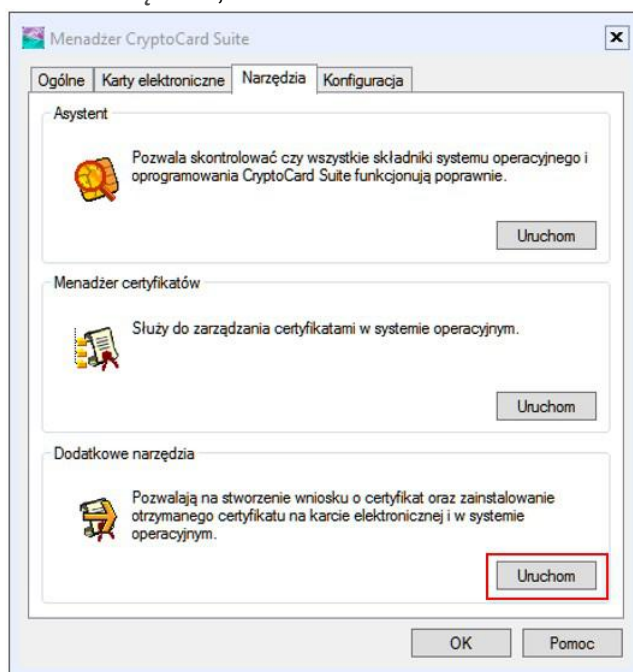 Menadżer CryptoCard Suite
Ogólne Karty elektroniczne Narzędzia Konfiguracja
Asystent
Pozwala skontrolować czy wszystkie składniki systemu operacyjnego i
oprogramowania CryptoCard Suite funkcjonują poprawnie.
Uruchom
Menadżer certyfikatów
Służy do zarządzania certyfikatami w systemie operacyjnym.
Uruchom
Dodatkowe narzędzia
Pozwalają na stworzenie wniosku o certyfikat oraz zainstalowanie
otrzymanego certyfikatu na karcie elektronicznej i w systemie
operacyjnym.
Uruchom
OK Pomoc